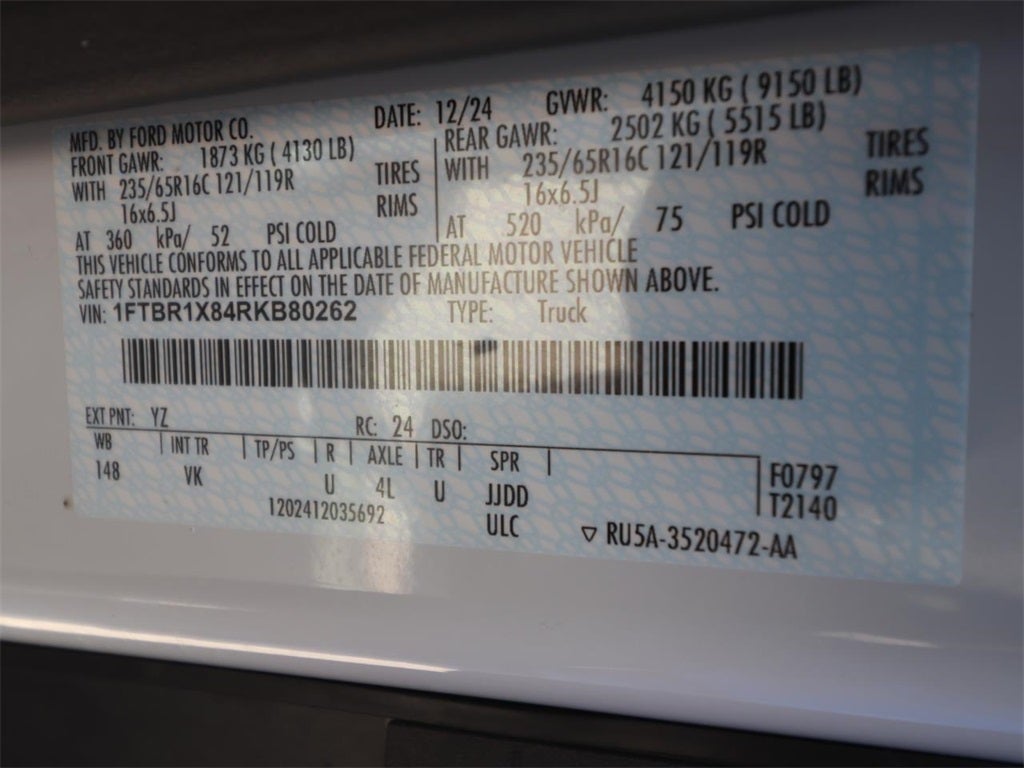 MFD. BY FORD MOTOR CO. DATE: 12/24 GVWR: 4150 KG ( 9150 LB)
FRONT GAWR: 1873 KG ( 4130 LB) REAR GAWR: 2502 KG ( 5515 LB)
WITH 235/65R16C 121/119R TIRES WITH 235/65R16C 121/119R TIRES
16x6.5J RIMS 16x6.5J RIMS
AT 360 kPa/ 52 PSI COLD AT 520 kPa/ 75 PSI COLD
THIS VEHICLE CONFORMS TO ALL APPLICABLE FEDERAL MOTOR VEHICLE
SAFETY STANDARDS IN EFFECT ON THE DATE OF MANUFACTURE SHOWN ABOVE.
VIN: 1FTBR1X84RKB80262 TYPE: Truck
EXT PNT: YZ RC: 24 DSO:
WB INT TR TP/PS R AXLE TR SPR F0797
148 VK U 4L U JJDD T2140
1202412035692 ULC ▽ RU5A-3520472-AA